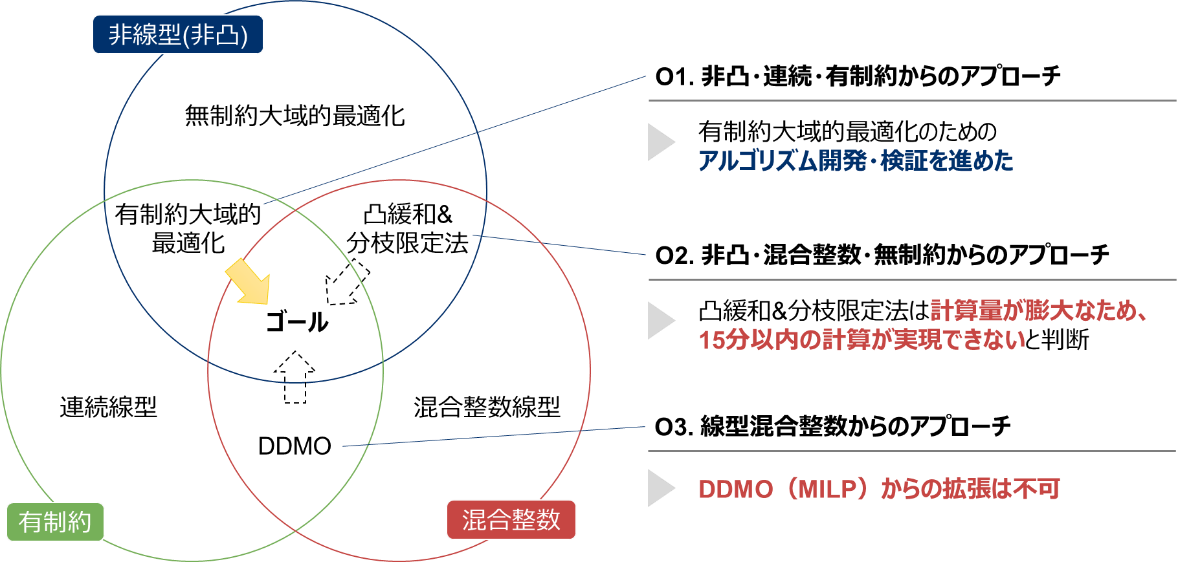 非線型(非凸)
無制約大域的最適化
有制約大域的
最適化
凸緩和&
分枝限定法
ゴール
連続線型
混合整数線型
DDMO
有制約
混合整数
O1. 非凸・連続・有制約からのアプローチ
有制約大域的最適化のための
アルゴリズム開発・検証を進めた
O2. 非凸・混合整数・無制約からのアプローチ
凸緩和&分枝限定法は計算量が膨大なため、
15分以内の計算が実現できないと判断
O3. 線型混合整数からのアプローチ
DDMO（MILP）からの拡張は不可